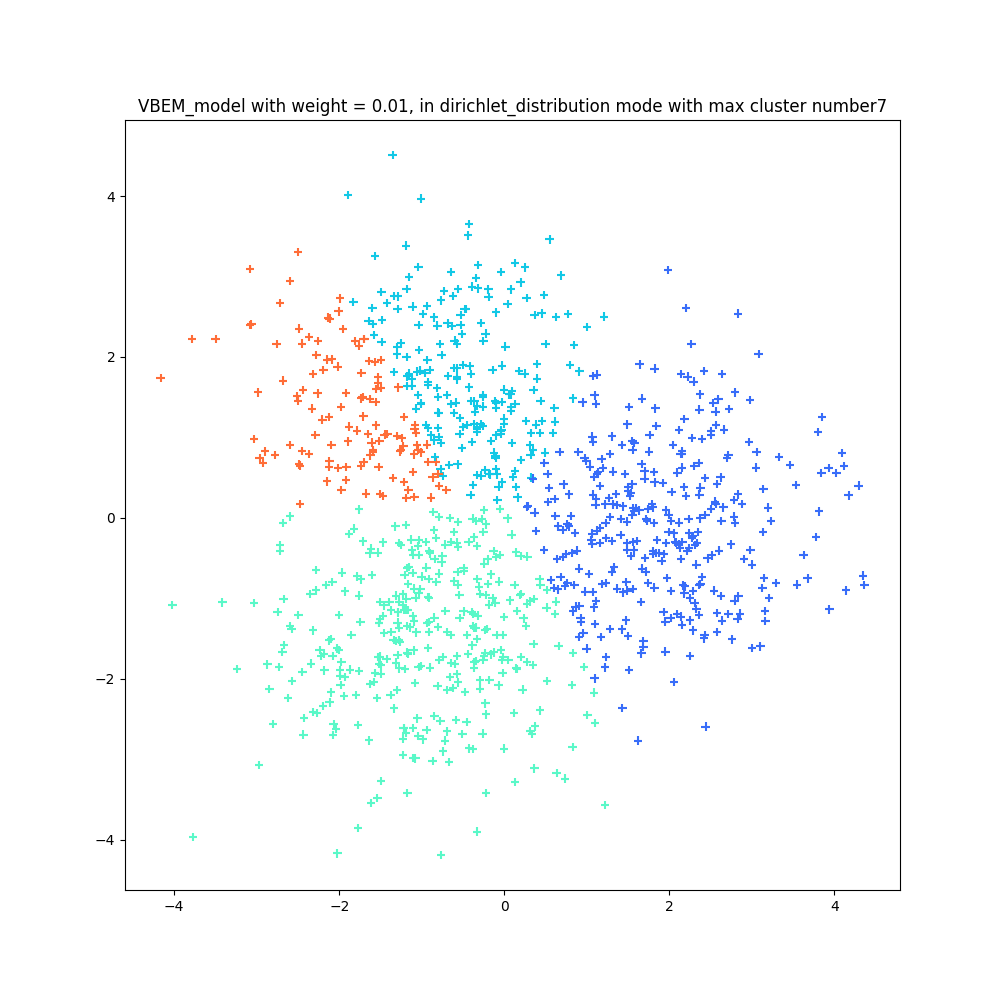 VBEM_model with weight = 0.01, in dirichlet_distribution mode with max cluster number7
4
2
0
−2
−4
−4 −2 0 2 4